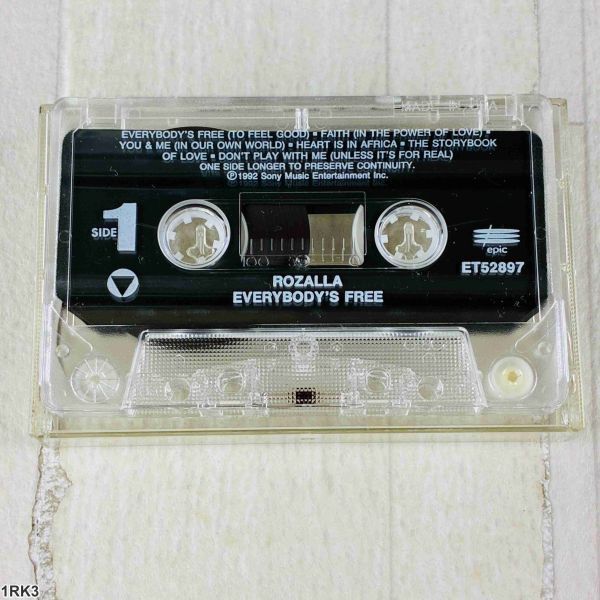 MADE IN USA
EVERYBODY'S FREE (TO FEEL GOOD) ▪ FAITH (IN THE POWER OF LOVE) ▪
YOU & ME (IN OUR OWN WORLD) ▪ HEART IS IN AFRICA ▪ THE STORYBOOK
OF LOVE ▪ DON'T PLAY WITH ME (UNLESS IT'S FOR REAL)
ONE SIDE LONGER TO PRESERVE CONTINUITY.
℗1992 Sony Music Entertainment Inc.
SIDE 1
epic
ET52897
ROZALLA
EVERYBODY'S FREE
1RK3